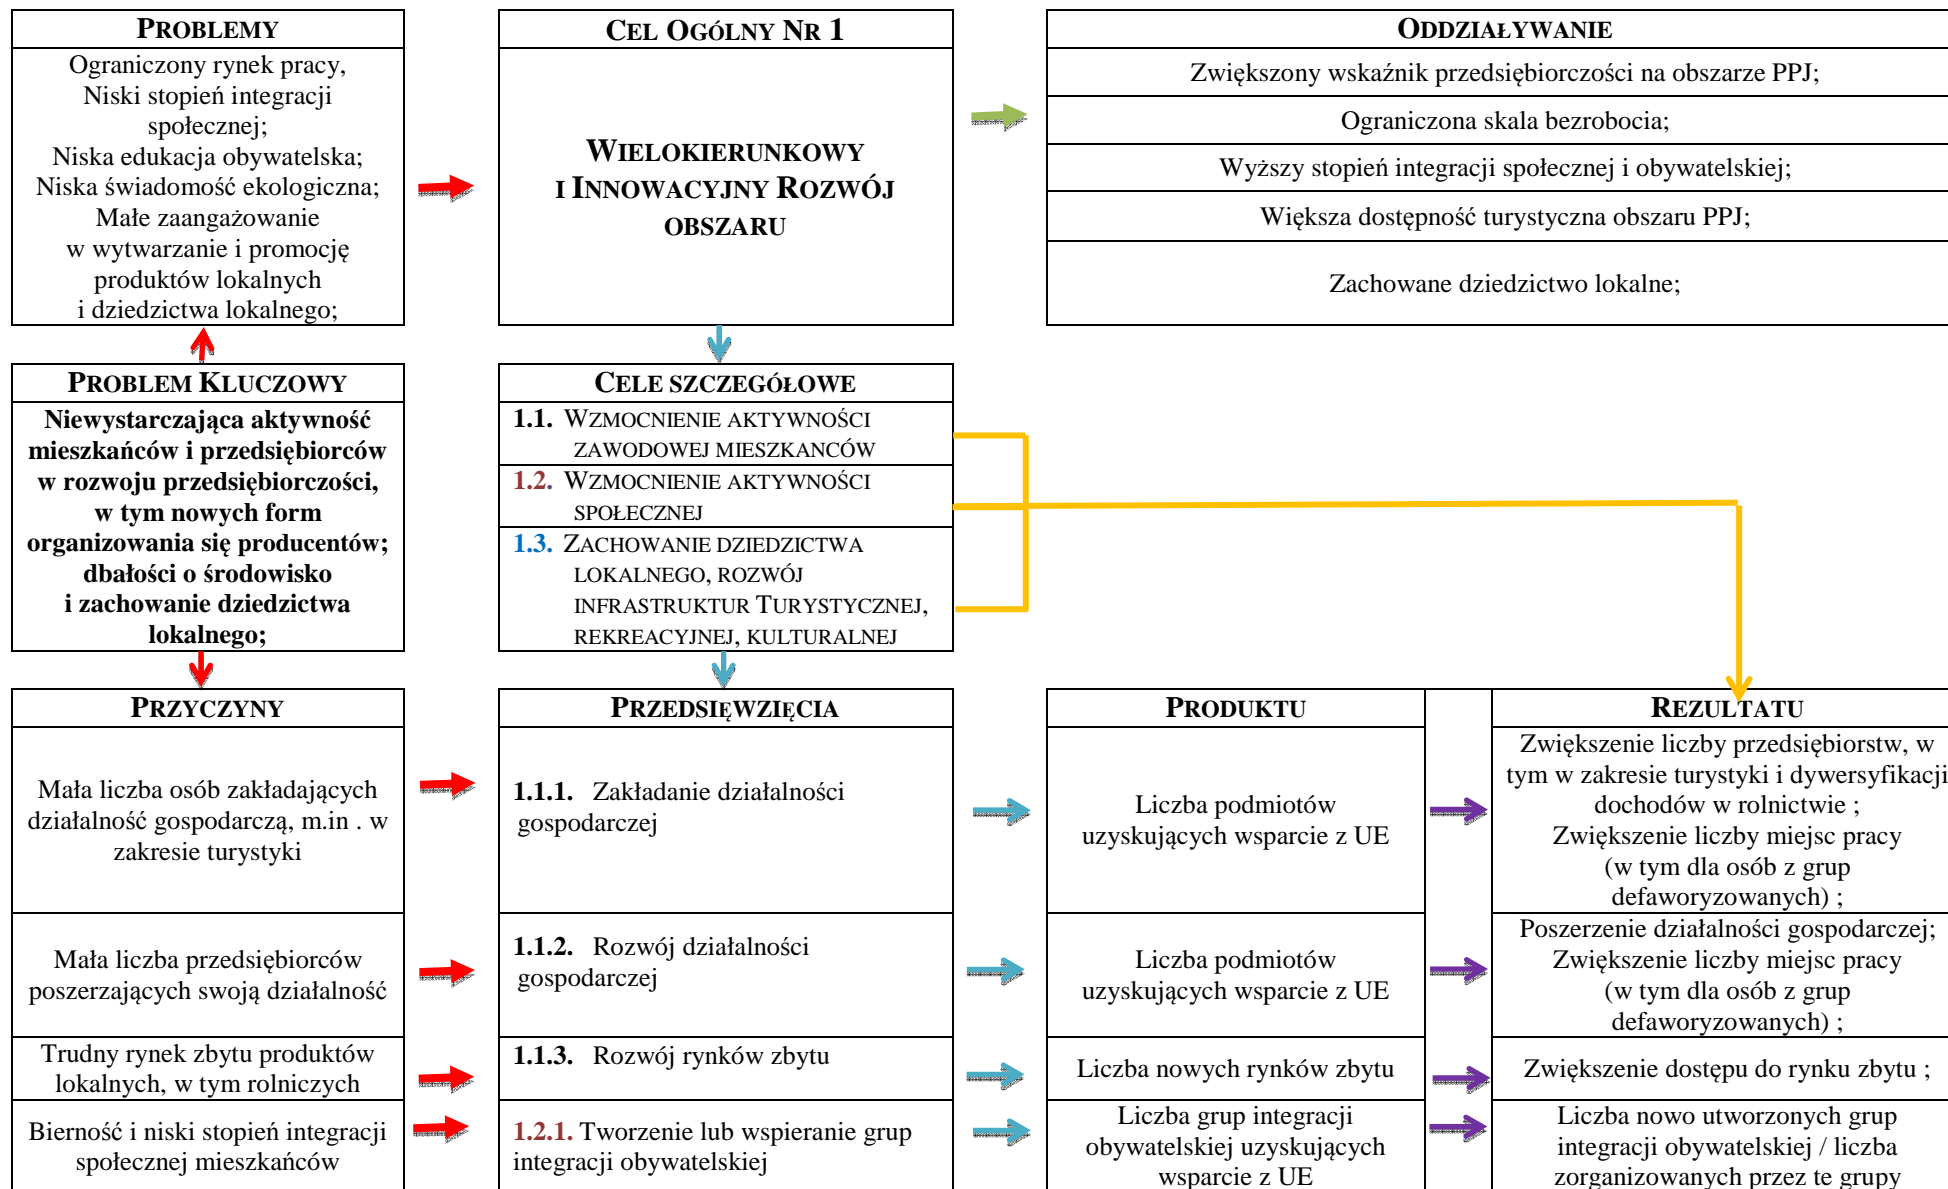 PROBLEMY
Ograniczony rynek pracy,
Niski stopień integracji
społecznej;
Niska edukacja obywatelska;
Niska świadomość ekologiczna;
Małe zaangażowanie
w wytwarzanie i promocję
produktów lokalnych
i dziedzictwa lokalnego;
CEL OGÓLNY NR 1
WIELOKIERUNKOWY
I INNOWACYJNY ROZWÓJ
OBSZARU
ODDZIAŁYWANIE
Zwiększony wskaźnik przedsiębiorczości na obszarze PPJ;
Ograniczona skala bezrobocia;
Wyższy stopień integracji społecznej i obywatelskiej;
Większa dostępność turystyczna obszaru PPJ;
Zachowane dziedzictwo lokalne;
PROBLEM KLUCZOWY
Niewystarczająca aktywność
mieszkańców i przedsiębiorców
w rozwoju przedsiębiorczości,
w tym nowych form
organizowania się producentów;
dbałości o środowisko
i zachowanie dziedzictwa
lokalnego;
CELE SZCZEGÓŁOWE
1.1. WZMOCNIENIE AKTYWNOŚCI
ZAWODOWEJ MIESZKANCÓW
1.2. WZMOCNIENIE AKTYWNOŚCI
SPOŁECZNEJ
1.3. ZACHOWANIE DZIEDZICTWA
LOKALNEGO, ROZWÓJ
INFRASTRUKTUR TURYSTYCZNEJ,
REKREACYJNEJ, KULTURALNEJ
PRZYCZYNY
PRZEDSIĘWZIĘCIA
PRODUKTU
REZULTATU
Mała liczba osób zakładających
działalność gospodarczą, m.in . w
zakresie turystyki
1.1.1. Zakładanie działalności
gospodarczej
Liczba podmiotów
uzyskujących wsparcie z UE
Zwiększenie liczby przedsiębiorstw, w
tym w zakresie turystyki i dywersyfikacji
dochodów w rolnictwie ;
Zwiększenie liczby miejsc pracy
(w tym dla osób z grup
defaworyzowanych) ;
Mała liczba przedsiębiorców
poszerzających swoją działalność
1.1.2. Rozwój działalności
gospodarczej
Liczba podmiotów
uzyskujących wsparcie z UE
Poszerzenie działalności gospodarczej;
Zwiększenie liczby miejsc pracy
(w tym dla osób z grup
defaworyzowanych) ;
Trudny rynek zbytu produktów
lokalnych, w tym rolniczych
1.1.3. Rozwój rynków zbytu
Liczba nowych rynków zbytu
Zwiększenie dostępu do rynku zbytu ;
Bierność i niski stopień integracji
społecznej mieszkańców
1.2.1. Tworzenie lub wspieranie grup
integracji obywatelskiej
Liczba grup integracji
obywatelskiej uzyskujących
wsparcie z UE
Liczba nowo utworzonych grup
integracji obywatelskiej / liczba
zorganizowanych przez te grupy